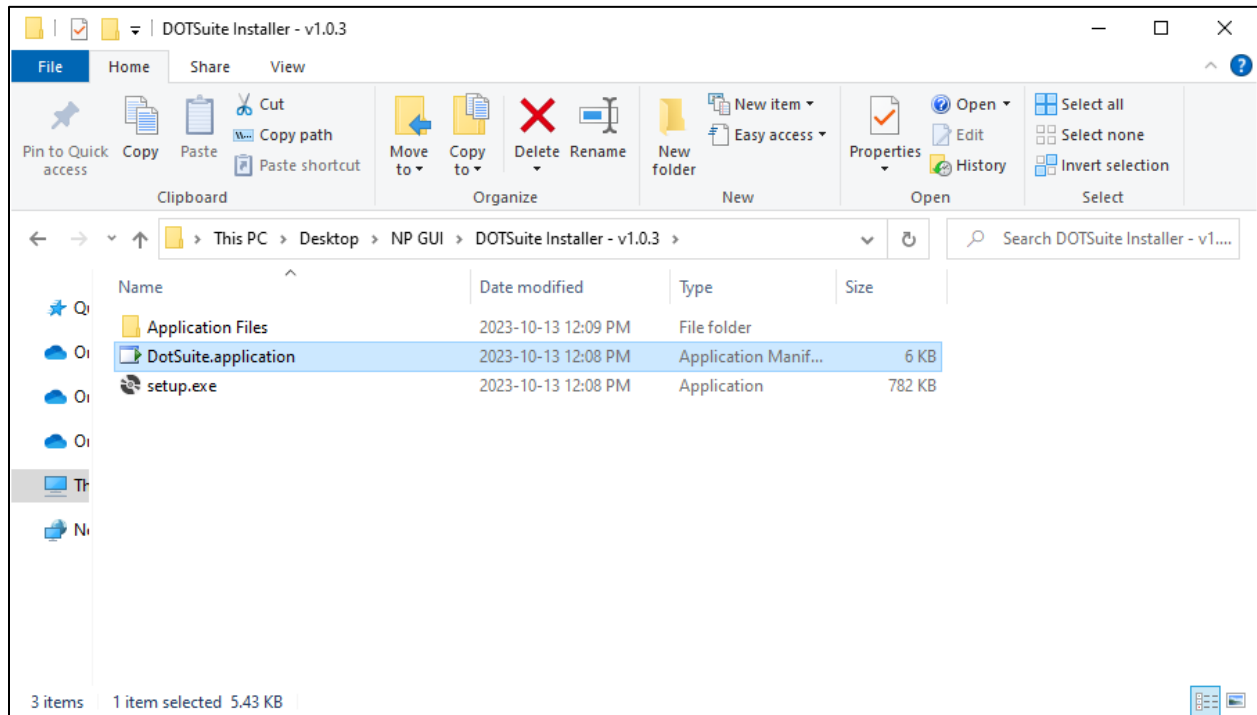 DOTSuite Installer - v1.0.3
File Home Share View
Pin to Quick access
Copy
Paste
Cut
Copy path
Paste shortcut
Clipboard
Move to
Copy to
Delete
Rename
Organize
New folder
New item
Easy access
New
Properties
Open
Edit
History
Open
Select all
Select none
Invert selection
Select
This PC > Desktop > NP GUI > DOTSuite Installer - v1.0.3 >
Search DOTSuite Installer - v1....
Name Date modified Type Size
Application Files 2023-10-13 12:09 PM File folder
DotSuite.application 2023-10-13 12:08 PM Application Manif... 6 KB
setup.exe 2023-10-13 12:08 PM Application 782 KB
3 items 1 item selected 5.43 KB